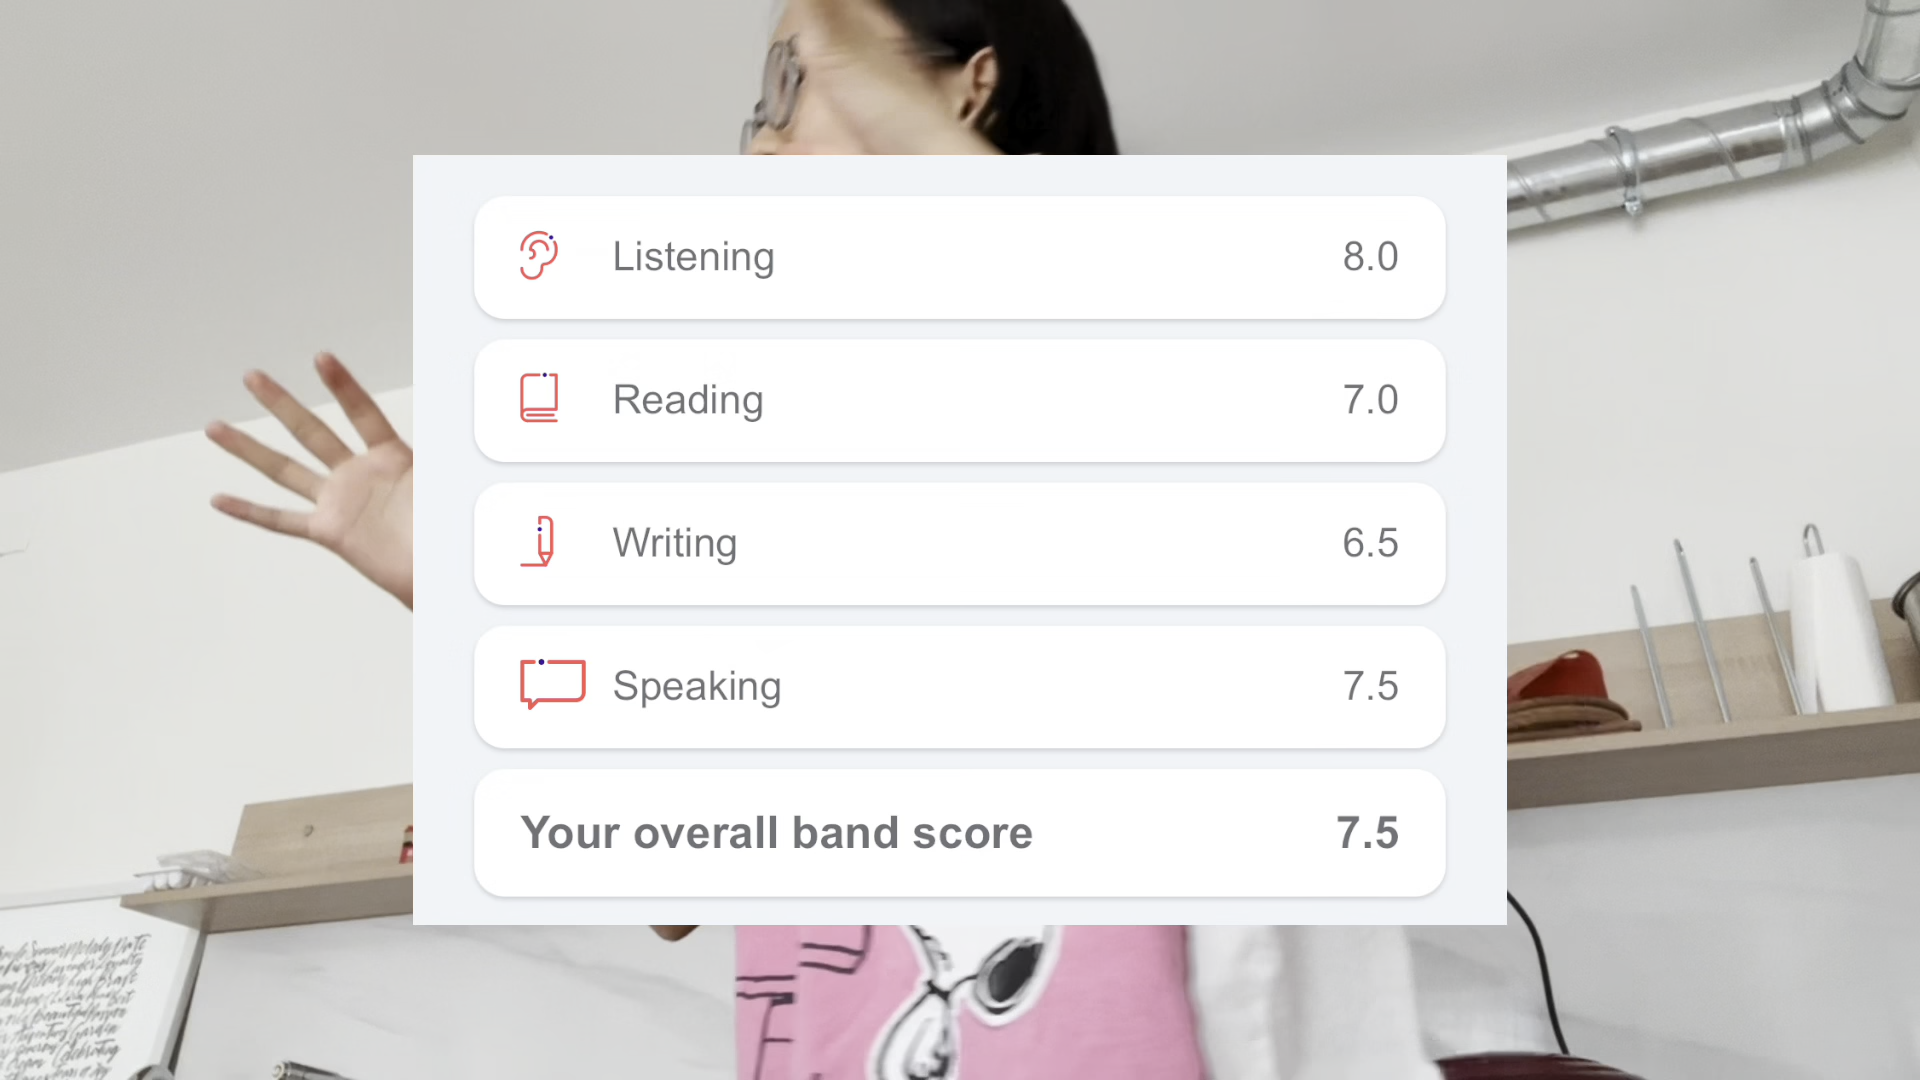 Listening 8.0
Reading 7.0
Writing 6.5
Speaking 7.5
Your overall band score 7.5